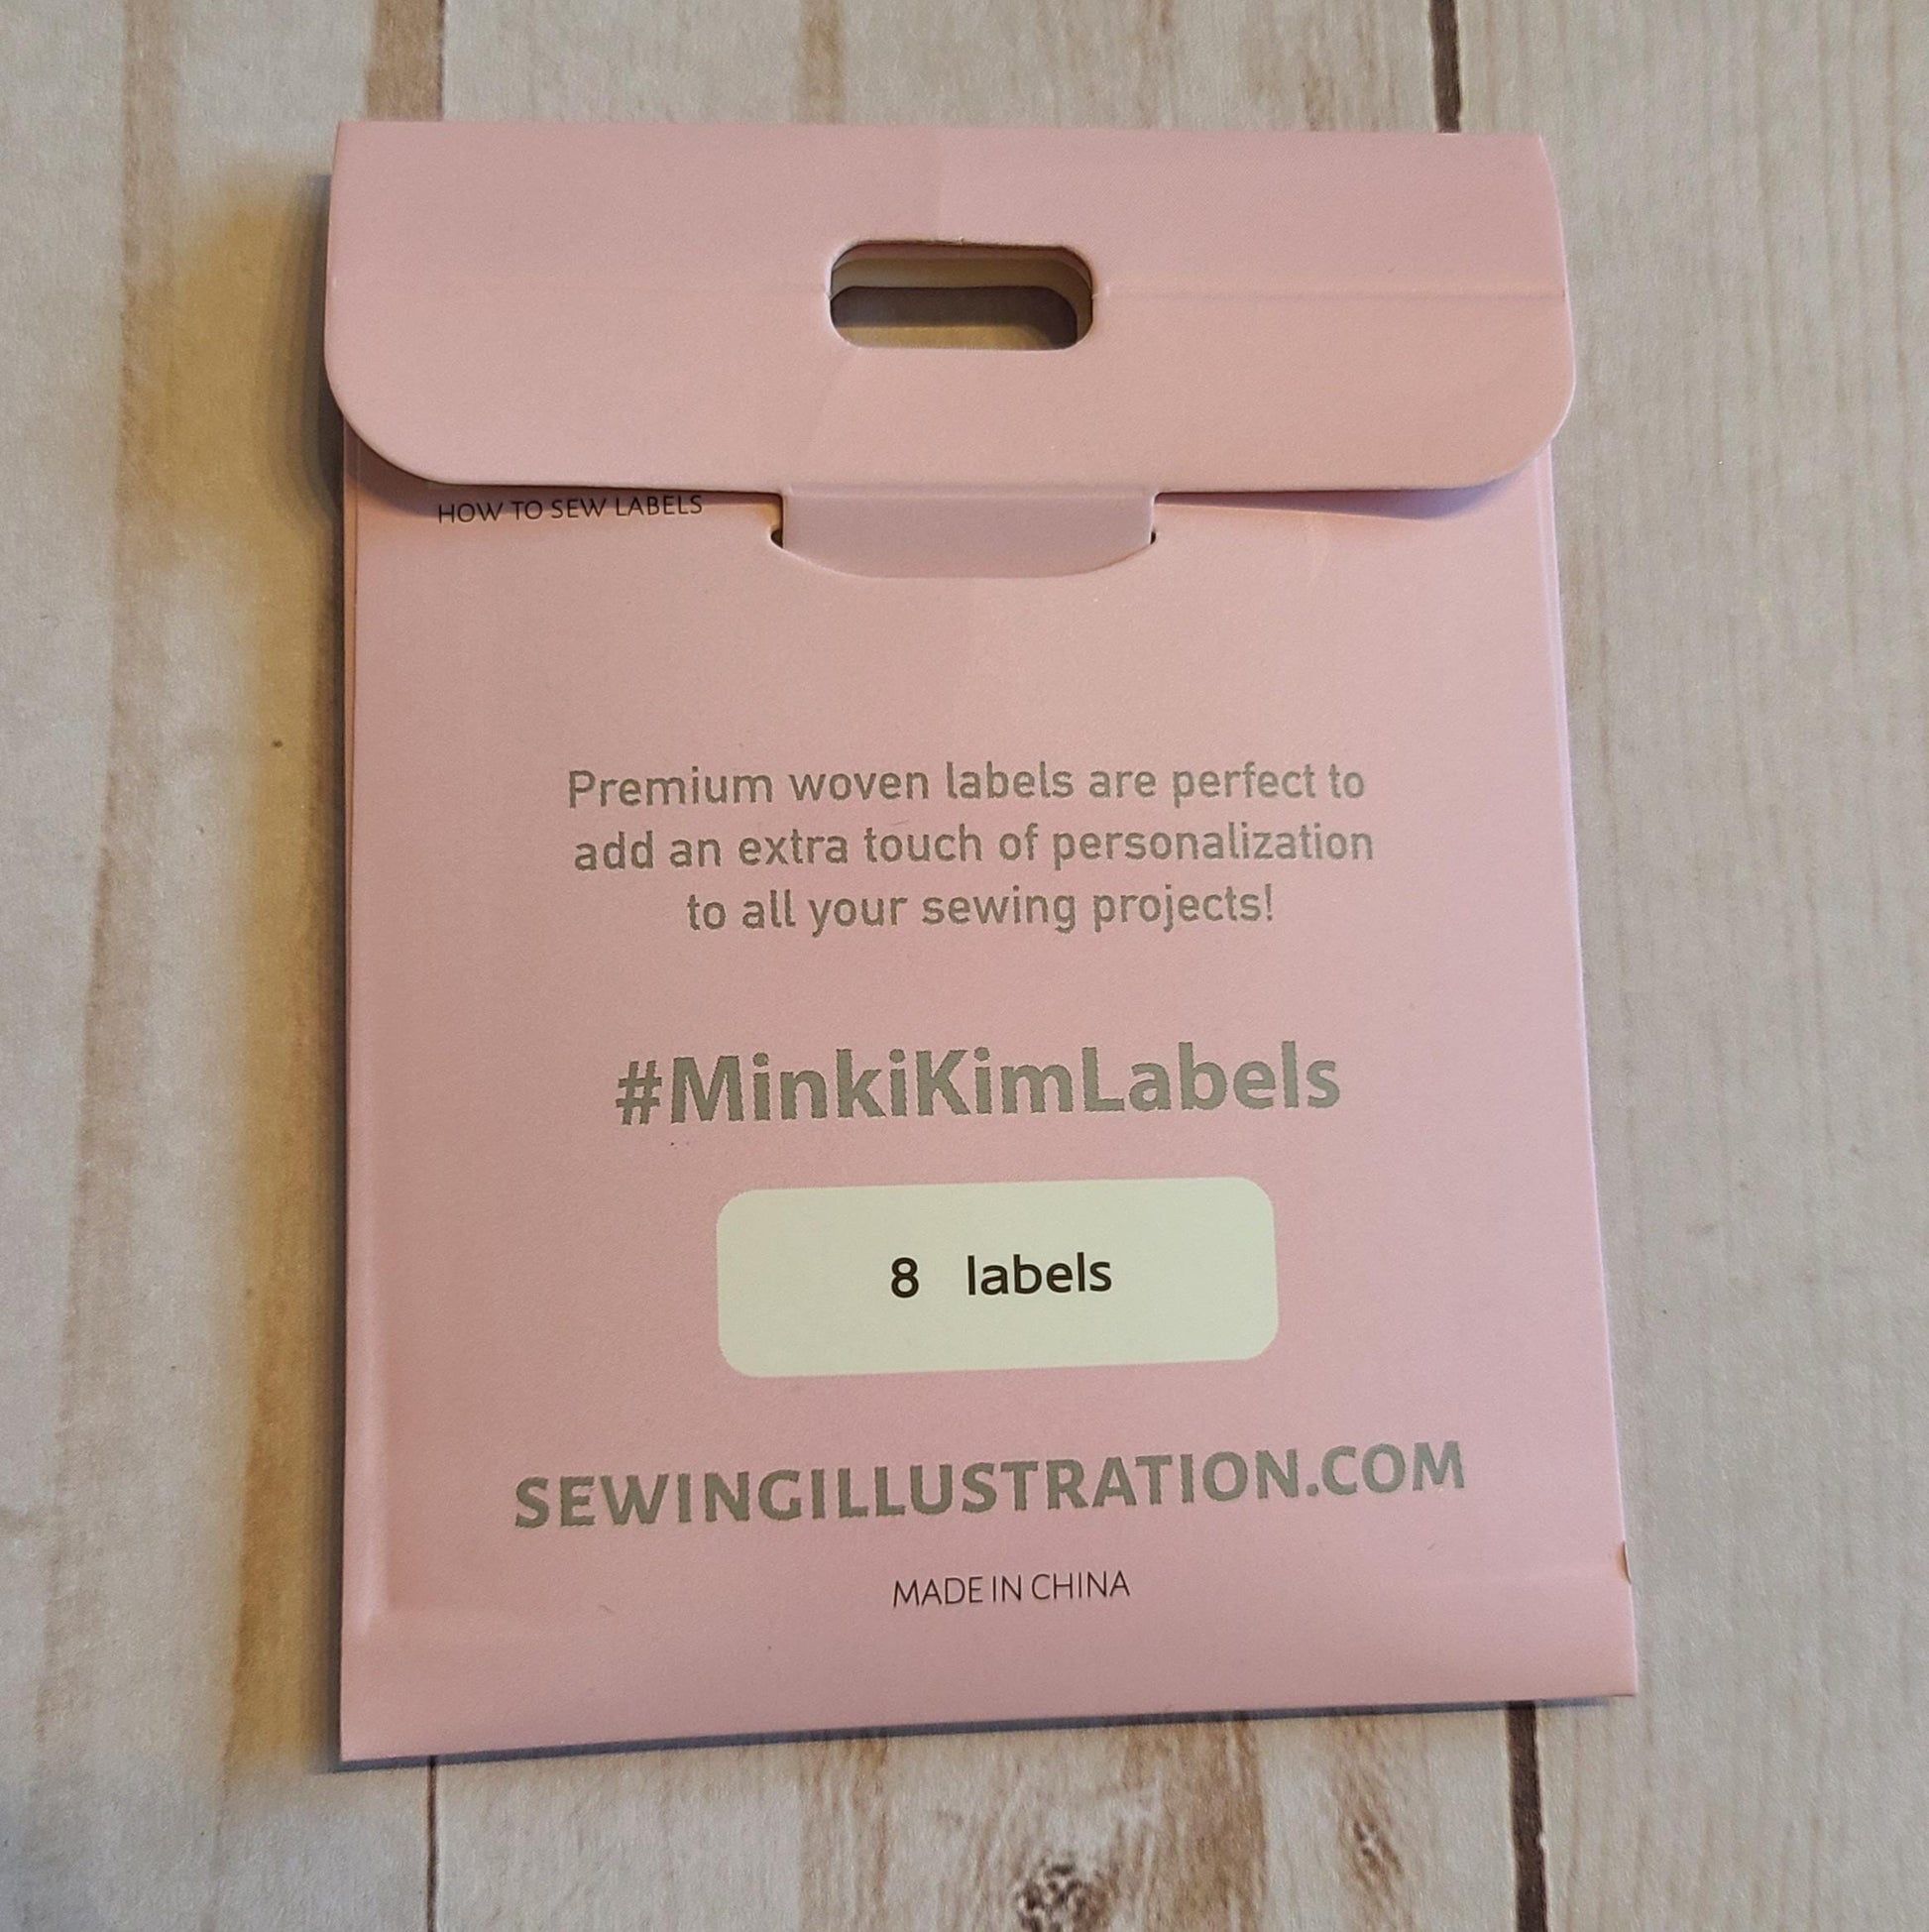 HOW TO SEW LABELS
Premium woven labels are perfect to
add an extra touch of personalization
to all your sewing projects!
#MinkiKimLabels
8 labels
SEWINGILLUSTRATION.COM
MADE IN CHINA